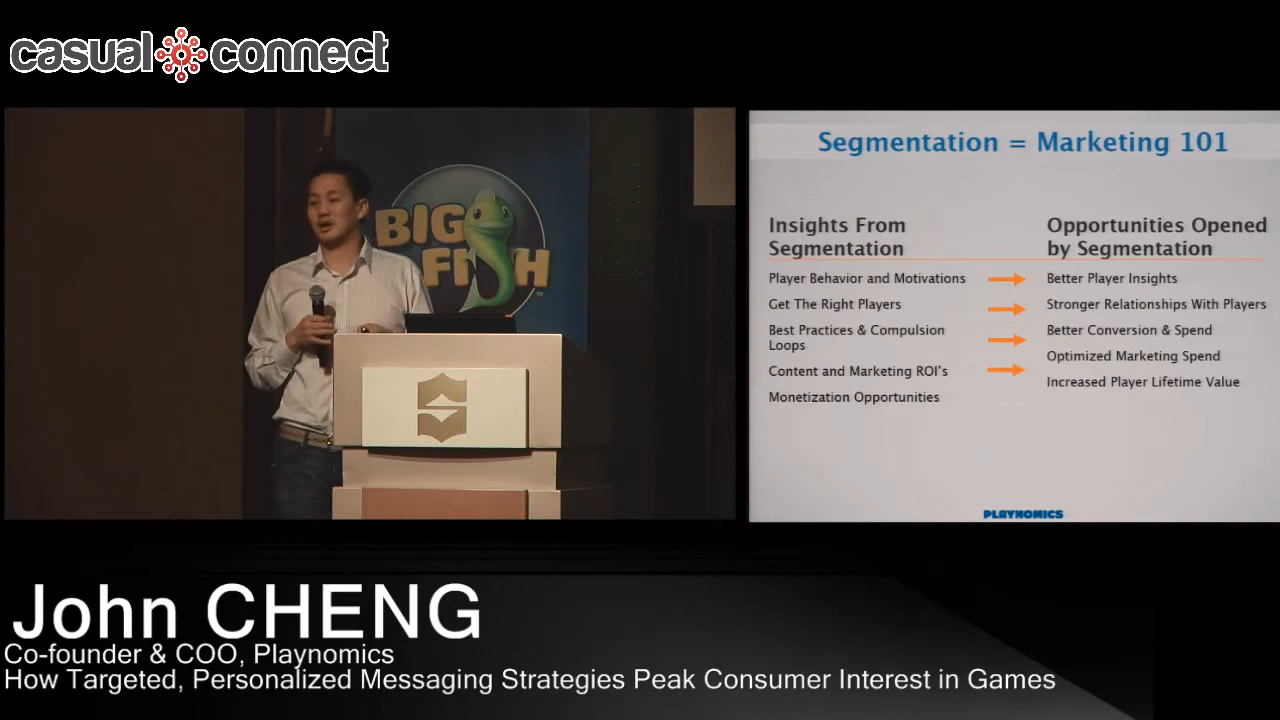 casual connect
BIG
FISH
Segmentation = Marketing 101
Insights From
Segmentation
Player Behavior and Motivations
Get The Right Players
Best Practices & Compulsion
Loops
Content and Marketing ROI's
Monetization Opportunities
Opportunities Opened
by Segmentation
Better Player Insights
Stronger Relationships With Players
Better Conversion & Spend
Optimized Marketing Spend
Increased Player Lifetime Value
PLAYNOMICS
John CHENG
Co-founder & COO, Playnomics
How Targeted, Personalized Messaging Strategies Peak Consumer Interest in Games